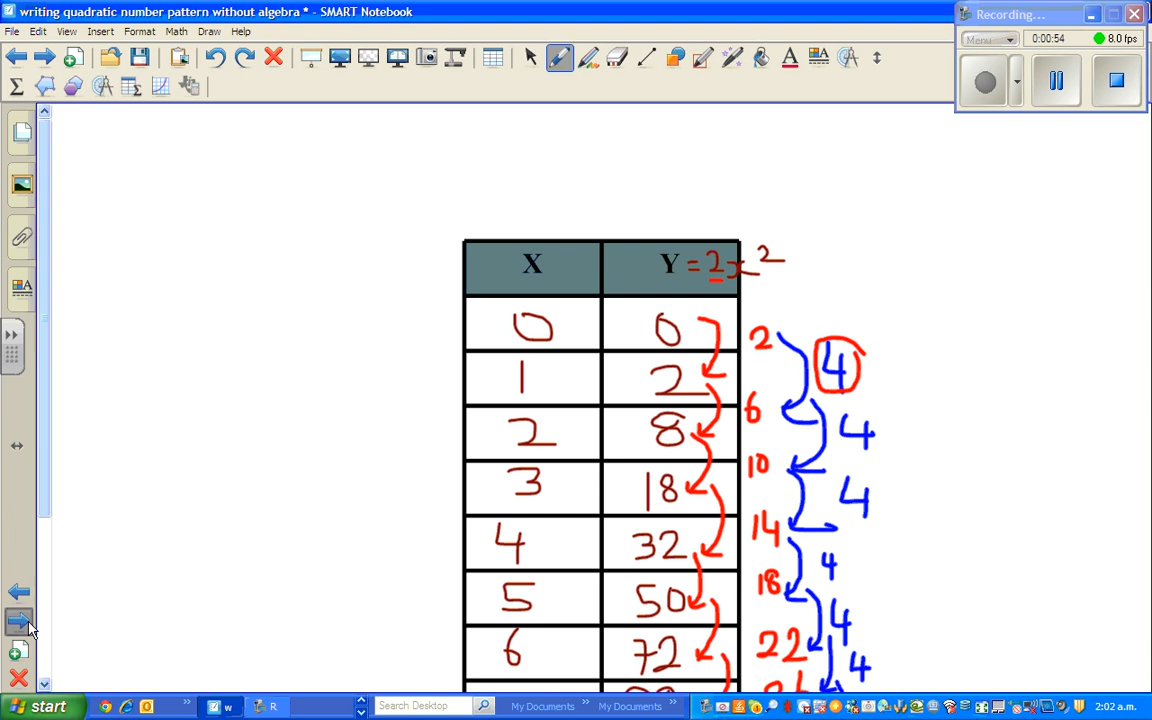 writing quadratic number pattern without algebra * - SMART Notebook
Recording...
File Edit View Insert Format Tools Math Draw Help
Menu 0:00:54 8.0 fps
X Y = 2x²
0 0 2 4
1 2 6 4
2 8 10 4
3 18 14 4
4 32 18 4
5 50 22 4
6 72
start w R Search Desktop My Documents » My Documents » 2:02 a.m.